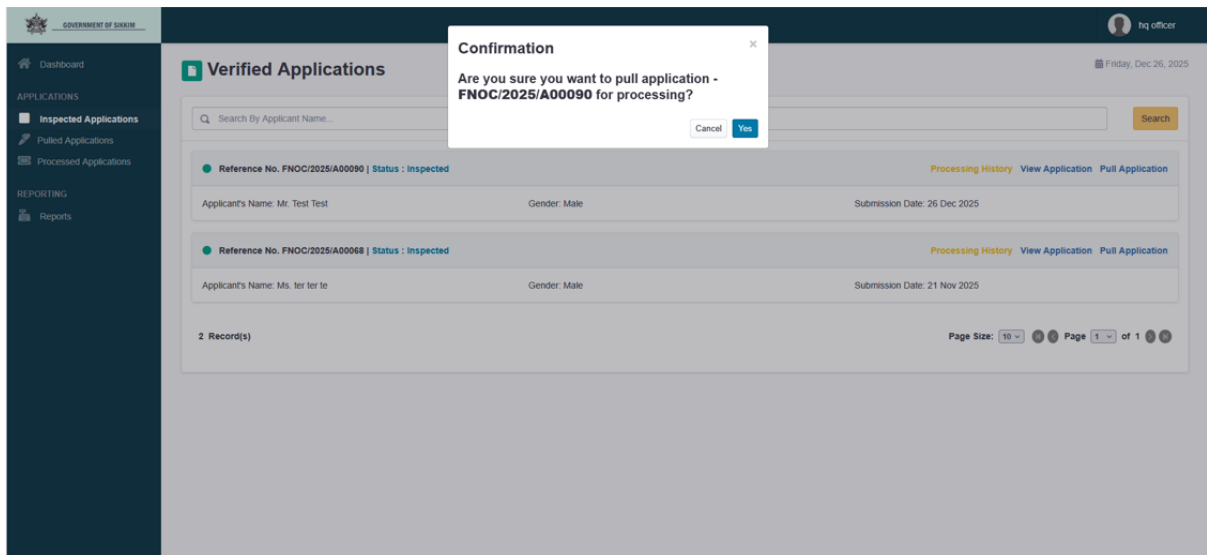 GOVERNMENT OF SIKKIM
hq officer
Dashboard
APPLICATIONS
Inspected Applications
Pulled Applications
Processed Applications
REPORTING
Reports
Verified Applications
Friday, Dec 26, 2025
Confirmation
×
Are you sure you want to pull application -
FNOC/2025/A00090 for processing?
Cancel Yes
Search By Applicant Name...
Search
Reference No. FNOC/2025/A00090 | Status : Inspected Processing History View Application Pull Application
Applicant's Name: Mr. Test Test Gender: Male Submission Date: 26 Dec 2025
Reference No. FNOC/2025/A00068 | Status : Inspected Processing History View Application Pull Application
Applicant's Name: Ms. ter ter te Gender: Male Submission Date: 21 Nov 2025
2 Record(s) Page Size: 10 Page 1 of 1